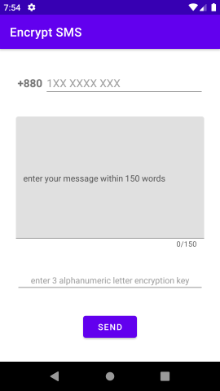 7:54
Encrypt SMS
+880 1XX XXXX XXX
enter your message within 150 words
0/150
enter 3 alphanumeric letter encryption key
SEND